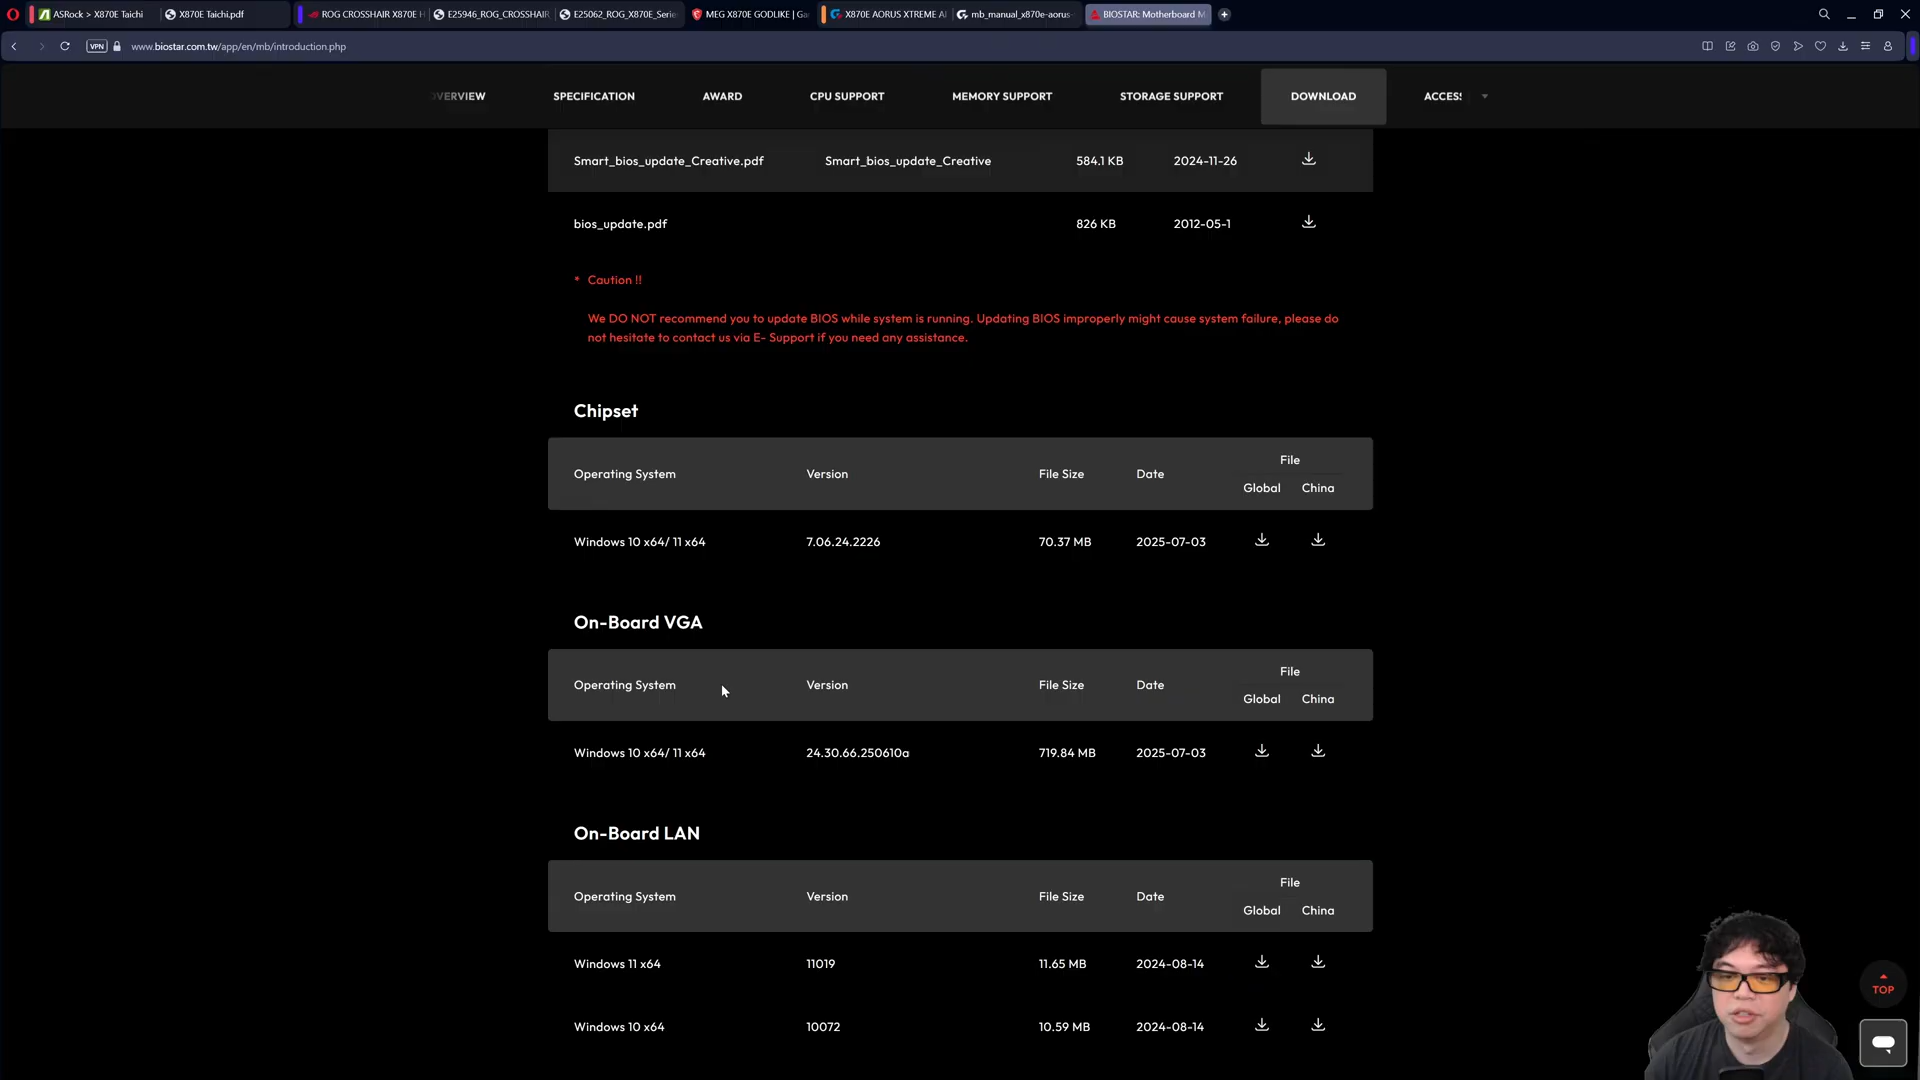 ASRock > X870E Taichi
X870E Taichi.pdf
ROG CROSSHAIR X870E H
E25946_ROG_CROSSHAIR
E25062_ROG_X870E_Serie
MEG X870E GODLIKE | Ga
X870E AORUS XTREME AI
mb_manual_x870e-aorus-
BIOSTAR: Motherboard M
VPN
www.biostar.com.tw/app/en/mb/introduction.php
OVERVIEW
SPECIFICATION
AWARD
CPU SUPPORT
MEMORY SUPPORT
STORAGE SUPPORT
DOWNLOAD
ACCES
Smart_bios_update_Creative.pdf Smart_bios_update_Creative 584.1 KB 2024-11-26
bios_update.pdf 826 KB 2012-05-1
* Caution !!
We DO NOT recommend you to update BIOS while system is running. Updating BIOS improperly might cause system failure, please do
not hesitate to contact us via E- Support if you need any assistance.
Chipset
Operating System Version File Size Date File
Global China
Windows 10 x64/ 11 x64 7.06.24.2226 70.37 MB 2025-07-03
On-Board VGA
Operating System Version File Size Date File
Global China
Windows 10 x64/ 11 x64 24.30.66.250610a 719.84 MB 2025-07-03
On-Board LAN
Operating System Version File Size Date File
Global China
Windows 11 x64 11019 11.65 MB 2024-08-14
Windows 10 x64 10072 10.59 MB 2024-08-14
TOP